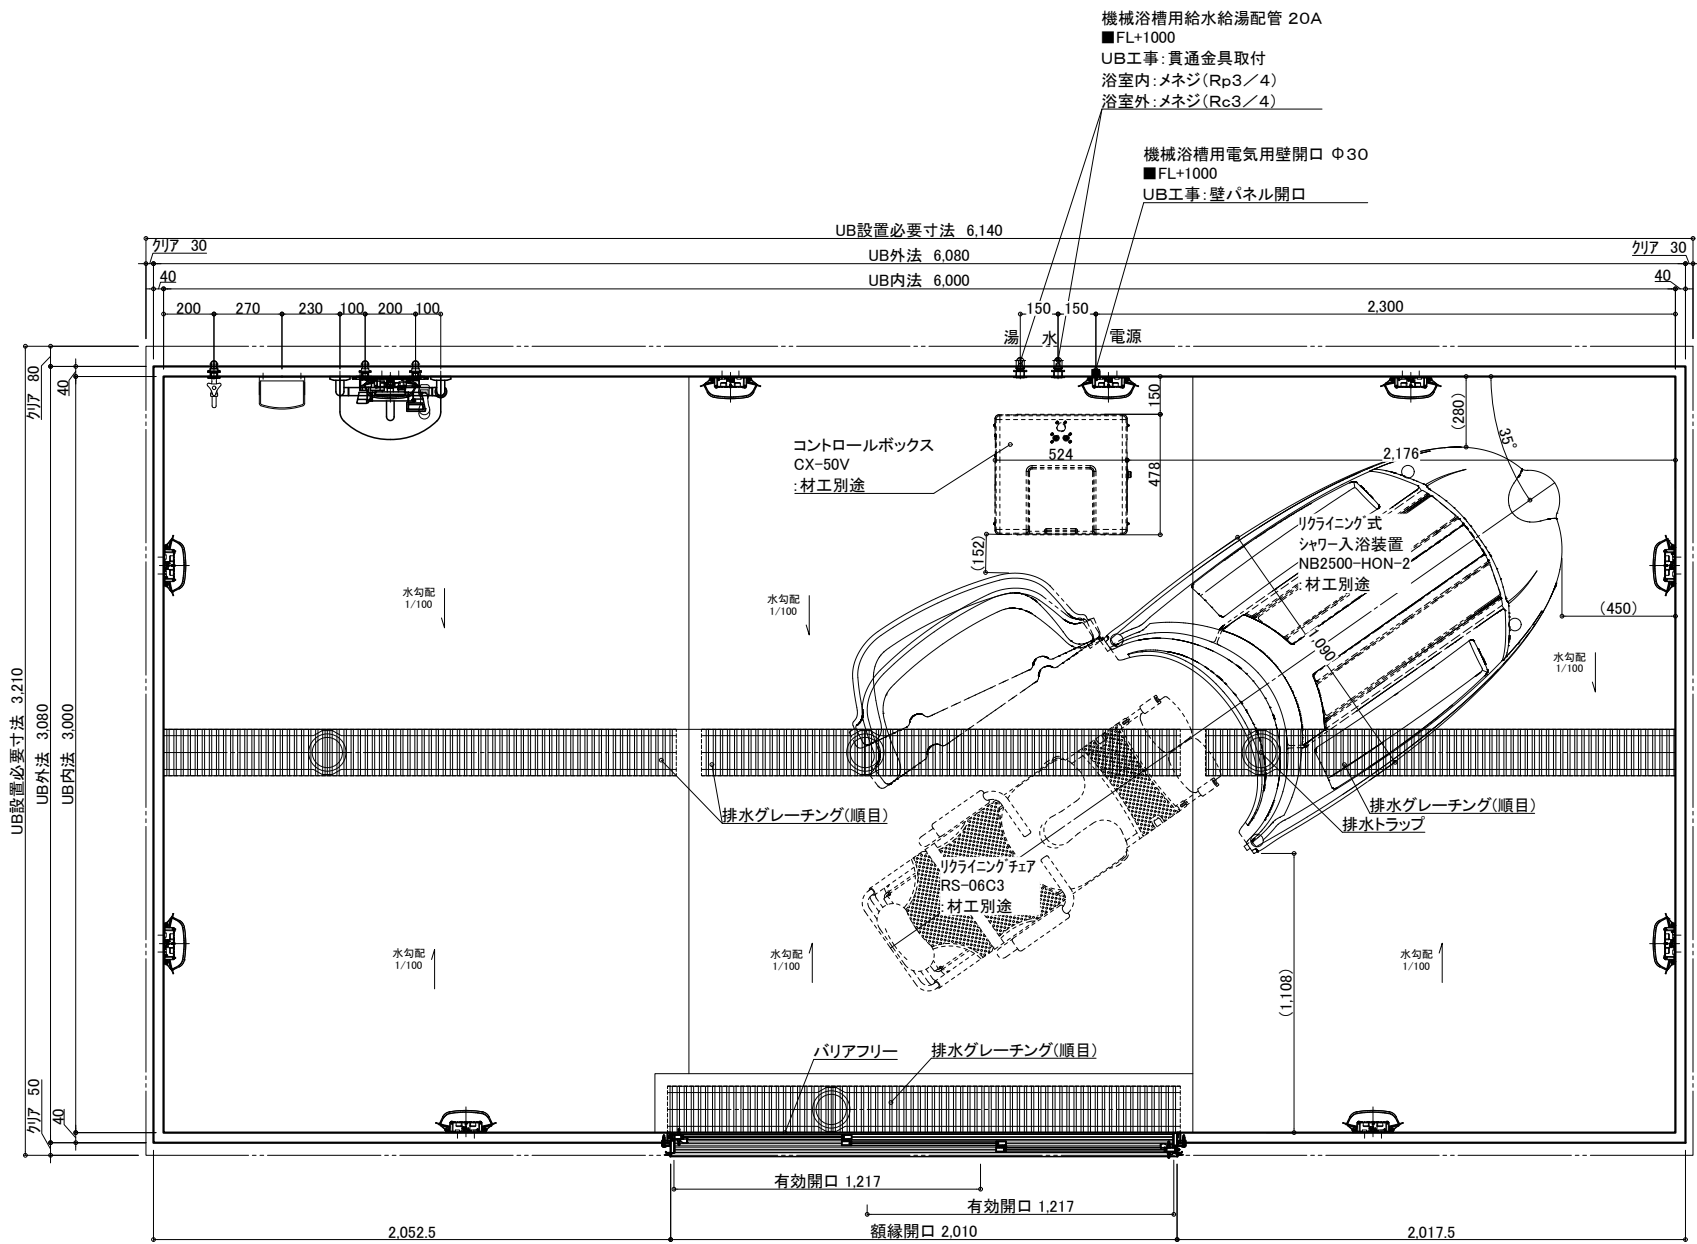 機械浴槽用給水給湯配管 20A
■FL+1000
UB工事:貫通金具取付
浴室内:メネジ(Rp3／4)
浴室外:メネジ(Rc3／4)
機械浴槽用電気用壁開口 Φ30
■FL+1000
UB工事:壁パネル開口
UB設置必要寸法 6,140
クリア 30
UB外法 6,080
クリア 30
40
UB内法 6,000
40
200
270
230
100
200
100
150
150
2,300
湯
水
電源
クリア 80
40
150
(280)
35°
コントロールボックス
CX-50V
:材工別途
524
478
2,176
リクライニング式
シャワー入浴装置
NB2500-HON-2
:材工別途
(152)
水勾配
1/100
水勾配
1/100
(450)
1,090
水勾配
1/100
UB設置必要寸法 3,210
UB外法 3,080
UB内法 3,000
排水グレーチング(順目)
排水グレーチング(順目)
排水トラップ
リクライニングチェア
RS-06C3
:材工別途
水勾配
1/100
水勾配
1/100
水勾配
1/100
(1,108)
バリアフリー
排水グレーチング(順目)
クリア 50
40
有効開口 1,217
有効開口 1,217
2,052.5
額縁開口 2,010
2,017.5